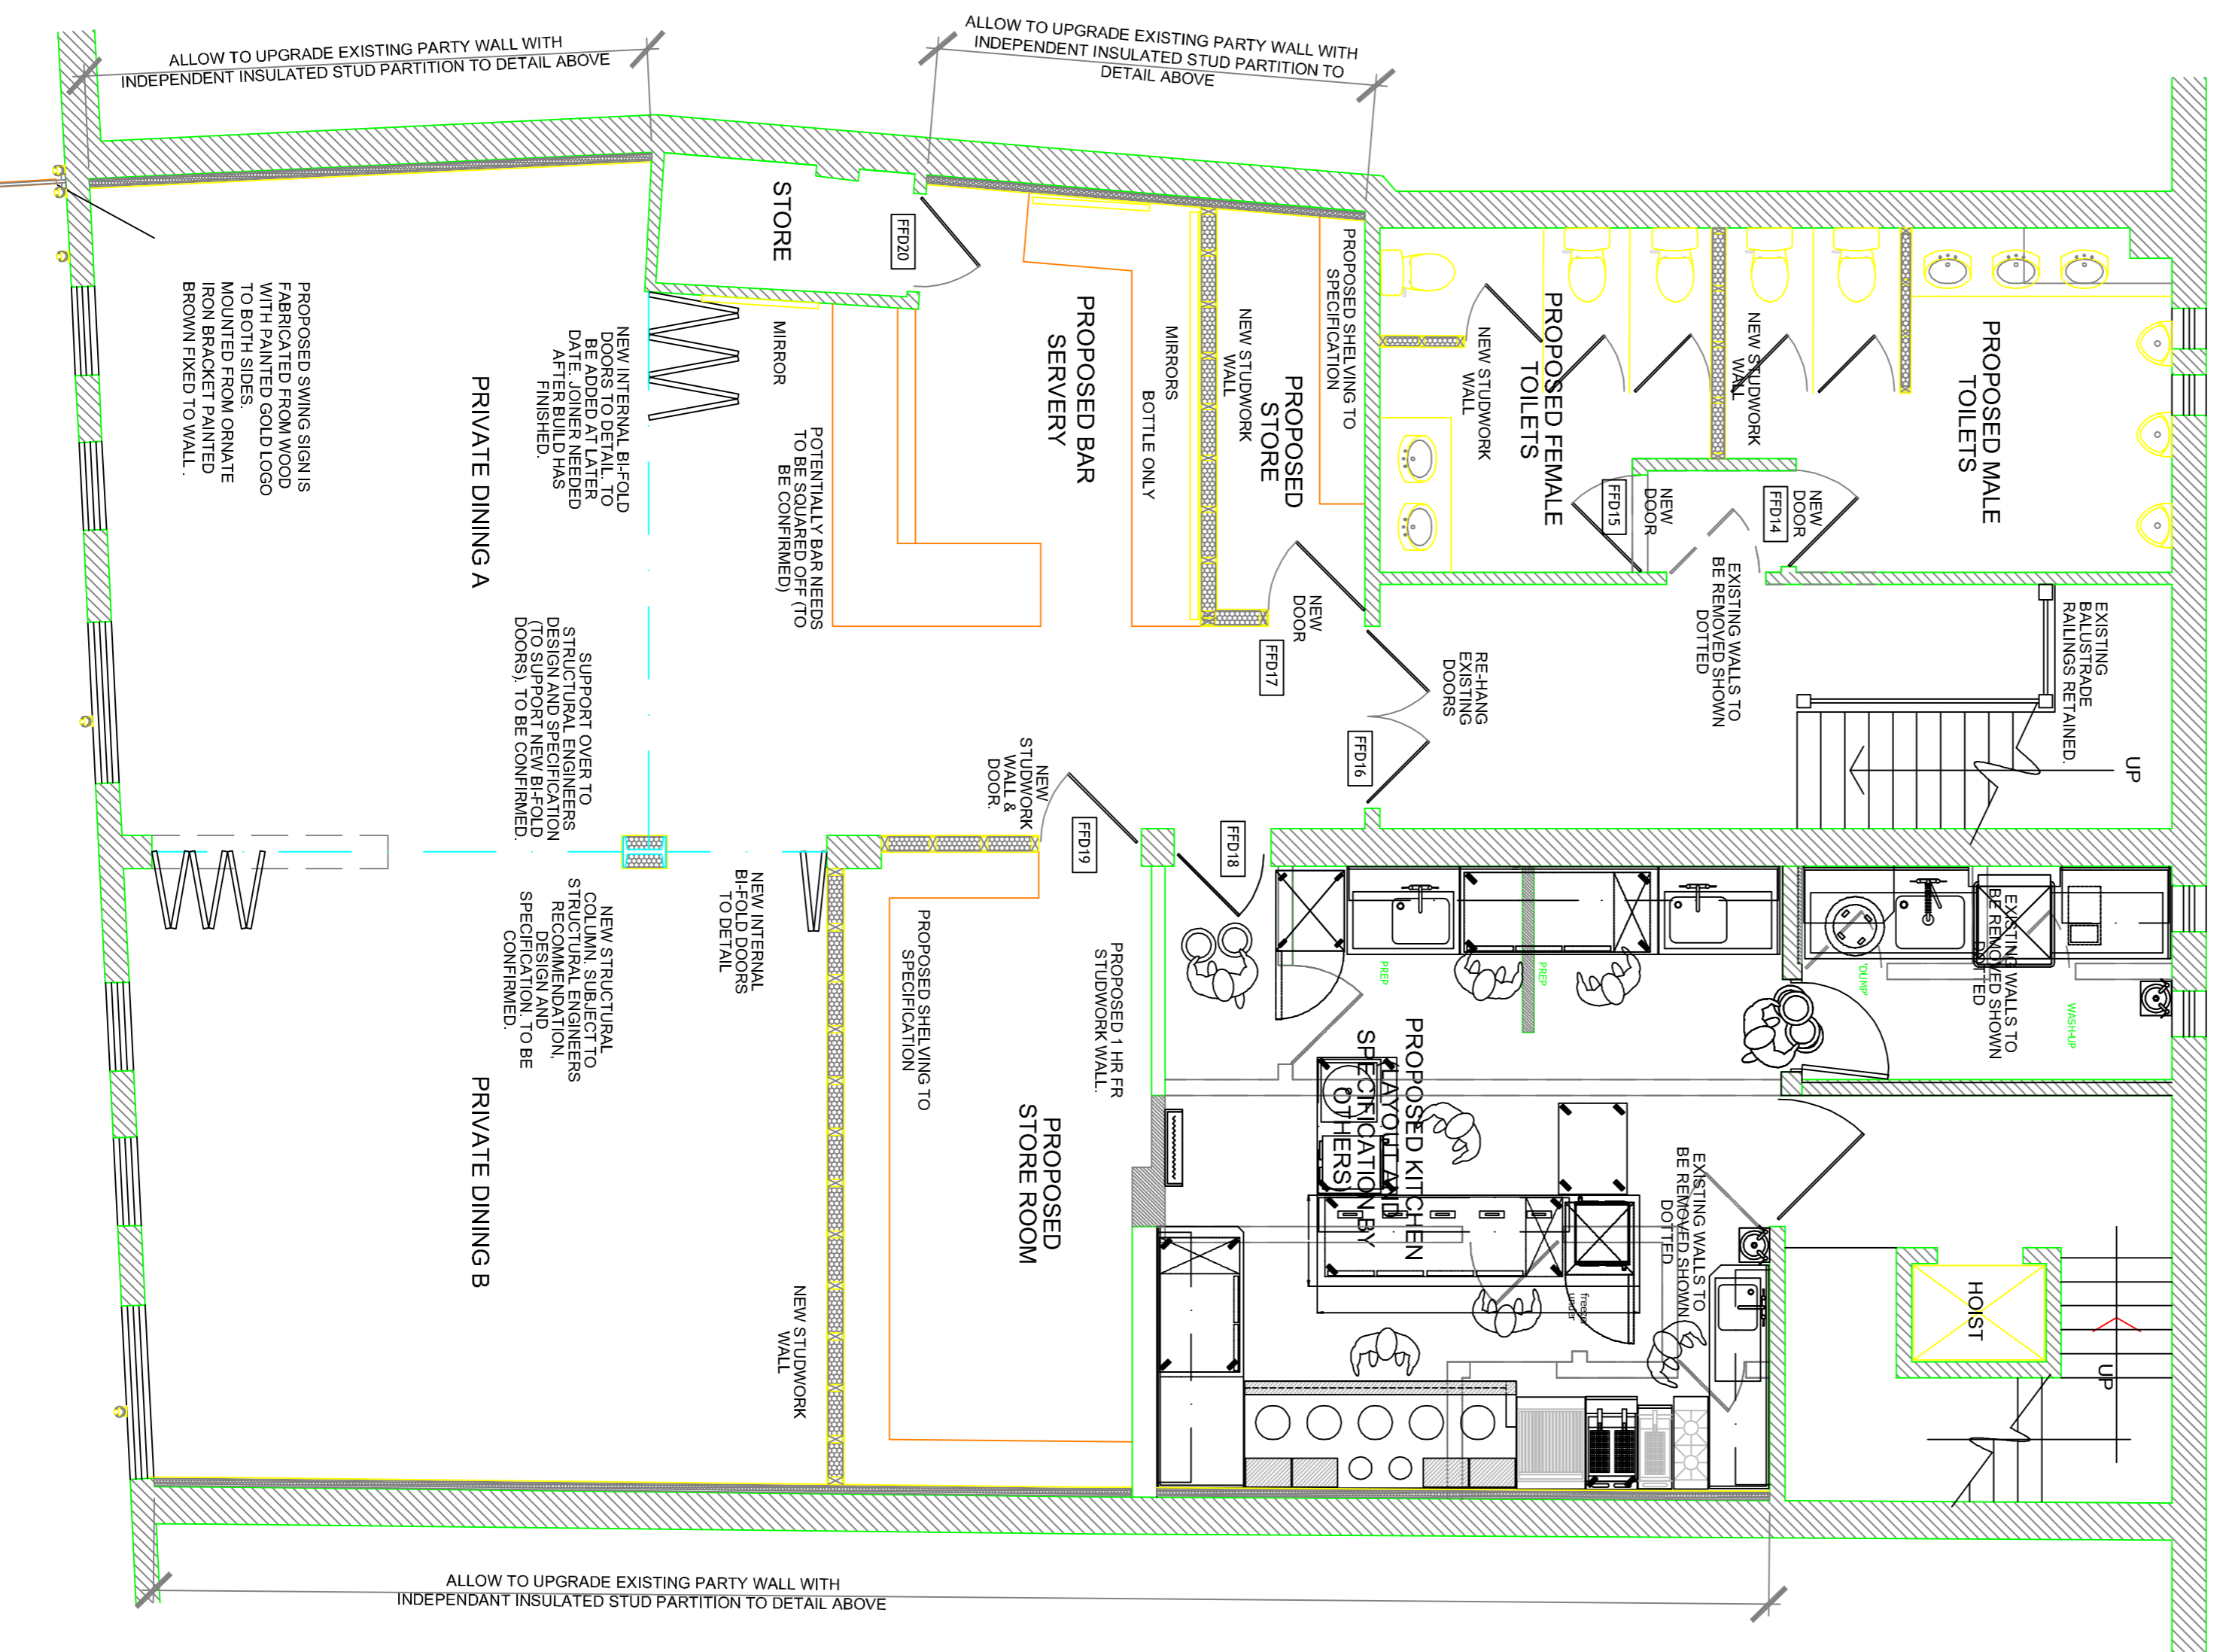 ALLOW TO UPGRADE EXISTING PARTY WALL WITH
INDEPENDENT INSULATED STUD PARTITION TO DETAIL ABOVE
ALLOW TO UPGRADE EXISTING PARTY WALL WITH
INDEPENDENT INSULATED STUD PARTITION TO
DETAIL ABOVE
PROPOSED SWING SIGN IS
FABRICATED FROM WOOD
WITH PAINTED GOLD LOGO
TO BOTH SIDES.
MOUNTED FROM ORNATE
IRON BRACKET PAINTED
BROWN FIXED TO WALL .
PRIVATE DINING A
NEW INTERNAL BI-FOLD
DOORS TO DETAIL. TO
BE ADDED AT LATER
DATE. JOINER NEEDED
AFTER BUILD HAS
FINISHED.
STORE
FFD20
MIRROR
POTENTIALLY BAR NEEDS
TO BE SQUARED OFF (TO
BE CONFIRMED)
PROPOSED BAR
SERVERY
MIRRORS
BOTTLE ONLY
NEW STUDWORK
WALL
PROPOSED
STORE
PROPOSED SHELVING TO
SPECIFICATION
NEW
DOOR
FFD17
PROPOSED FEMALE
TOILETS
NEW STUDWORK
WALL
NEW
DOOR
FFD15
NEW STUDWORK
WALL
NEW
DOOR
FFD14
PROPOSED MALE
TOILETS
EXISTING WALLS TO
BE REMOVED SHOWN
DOTTED
EXISTING
BALUSTRADE
RAILINGS RETAINED.
UP
RE-HANG
EXISTING
DOORS
FFD16
SUPPORT OVER TO
STRUCTURAL ENGINEERS
DESIGN AND SPECIFICATION
(TO SUPPORT NEW BI-FOLD
DOORS). TO BE CONFIRMED.
NEW
STUDWORK
WALL &
DOOR.
FFD19
FFD18
NEW STRUCTURAL
COLUMN, SUBJECT TO
STRUCTURAL ENGINEERS
RECOMMENDATION,
DESIGN AND
SPECIFICATION. TO BE
CONFIRMED.
NEW INTERNAL
BI-FOLD DOORS
TO DETAIL
PRIVATE DINING B
NEW STUDWORK
WALL
PROPOSED SHELVING TO
SPECIFICATION
PROPOSED
STORE ROOM
PROPOSED 1 HR FR
STUDWORK WALL.
PREP
PREP
'DUMP'
WASH-UP
EXISTING WALLS TO
BE REMOVED SHOWN
DOTTED
PROPOSED KITCHEN
LAYOUT AND
SPECIFICATION BY
OTHERS)
EXISTING WALLS TO
BE REMOVED SHOWN
DOTTED
under
HOIST
UP
ALLOW TO UPGRADE EXISTING PARTY WALL WITH
INDEPENDANT INSULATED STUD PARTITION TO DETAIL ABOVE